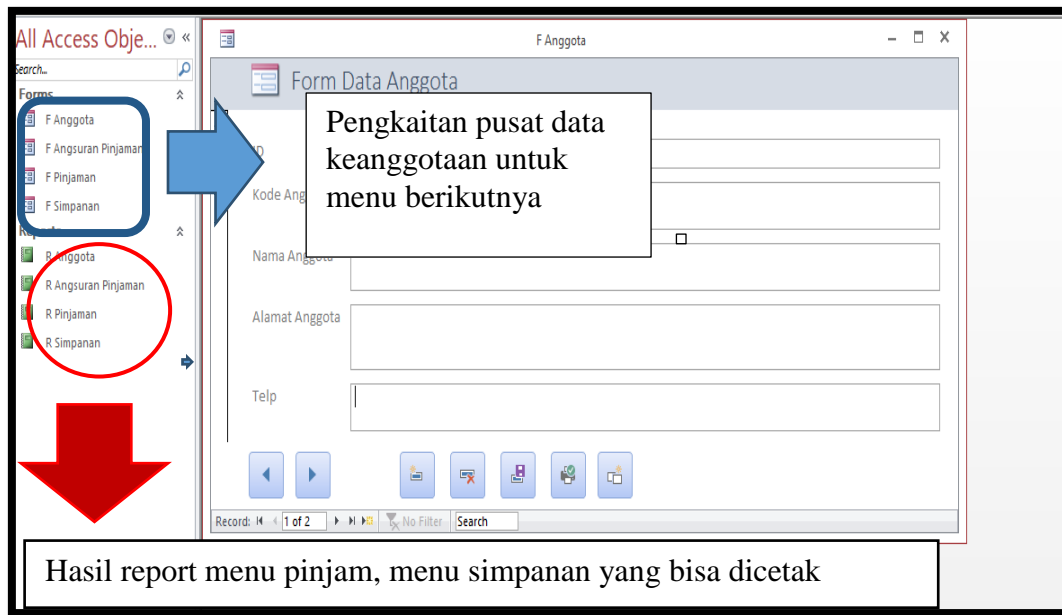 All Access Obje... «
Search...
Forms
F Anggota
F Angsuran Pinjaman
F Pinjaman
F Simpanan
Reports
R Anggota
R Angsuran Pinjaman
R Pinjaman
R Simpanan
F Anggota
Form Data Anggota
Pengkaitan pusat data
keanggotaan untuk
menu berikutnya
ID
Kode Ang
Nama Anggota
Alamat Anggota
Telp
Record: 1 of 2 No Filter Search
Hasil report menu pinjam, menu simpanan yang bisa dicetak